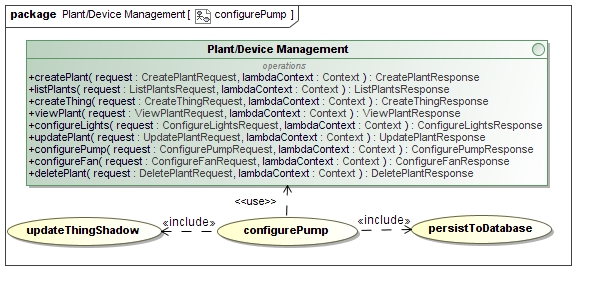 package Plant/Device Management [ configurePump ]
Plant/Device Management
operations
+createPlant( request : CreatePlantRequest, lambdaContext : Context ) : CreatePlantResponse
+listPlants( request : ListPlantsRequest, lambdaContext : Context ) : ListPlantsResponse
+createThing( request : CreateThingRequest, lambdaContext : Context ) : CreateThingResponse
+viewPlant( request : ViewPlantRequest, lambdaContext : Context ) : ViewPlantResponse
+configureLights( request : ConfigureLightsRequest, lambdaContext : Context ) : ConfigureLightsResponse
+updatePlant( request : UpdatePlantRequest, lambdaContext : Context ) : UpdatePlantResponse
+configurePump( request : ConfigurePumpRequest, lambdaContext : Context ) : ConfigurePumpResponse
+configureFan( request : ConfigureFanRequest, lambdaContext : Context ) : ConfigureFanResponse
+deletePlant( request : DeletePlantRequest, lambdaContext : Context ) : DeletePlantResponse
<<use>>
«include»
«include»
updateThingShadow
configurePump
persistToDatabase